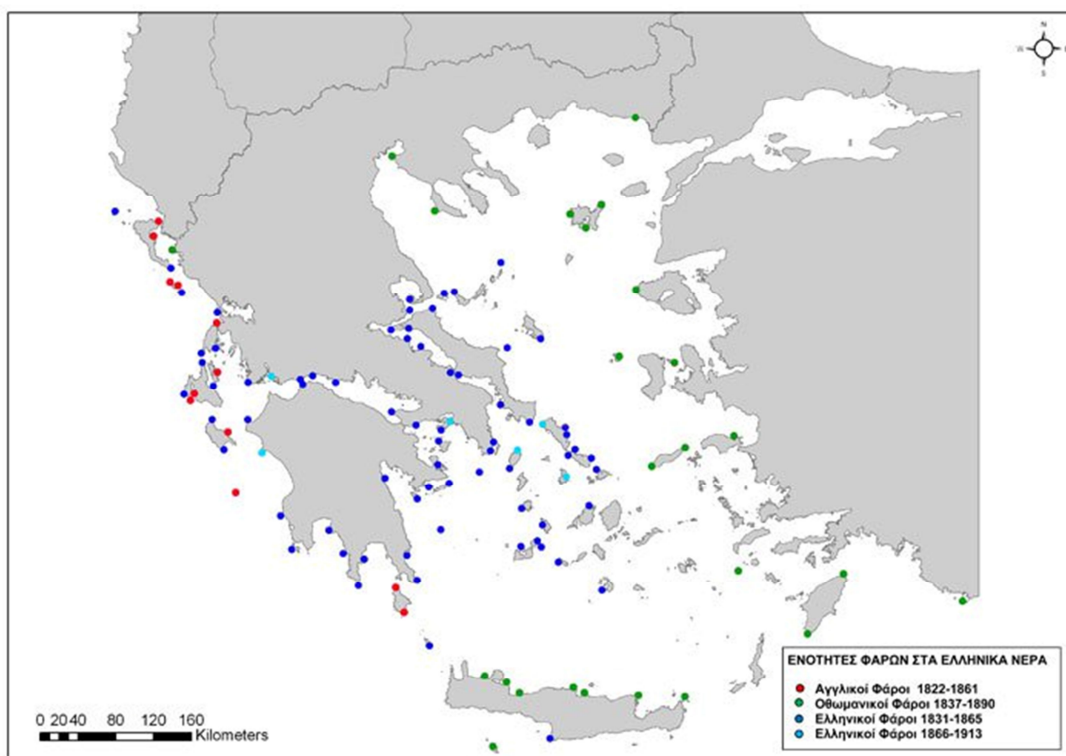 N
W
S
ΕΝΟΤΗΤΕΣ ΦΑΡΩΝ ΣΤΑ ΕΛΛΗΝΙΚΑ ΝΕΡΑ
Αγγλικοί Φάροι 1822-1861
Οθωμανικοί Φάροι 1837-1890
Ελληνικοί Φάροι 1831-1865
Ελληνικοί Φάροι 1866-1913
0 20 40 80 120 160
Kilometers